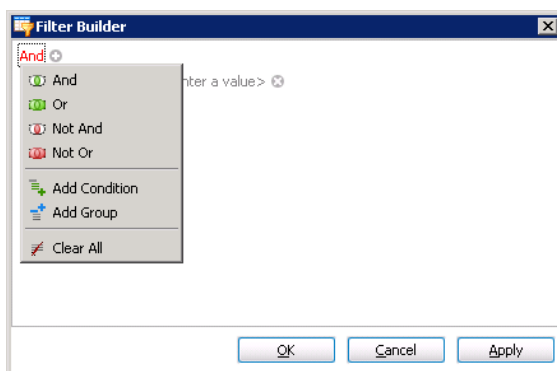 Filter Builder
And
nter a value>
And
Or
Not And
Not Or
Add Condition
Add Group
Clear All
OK
Cancel
Apply